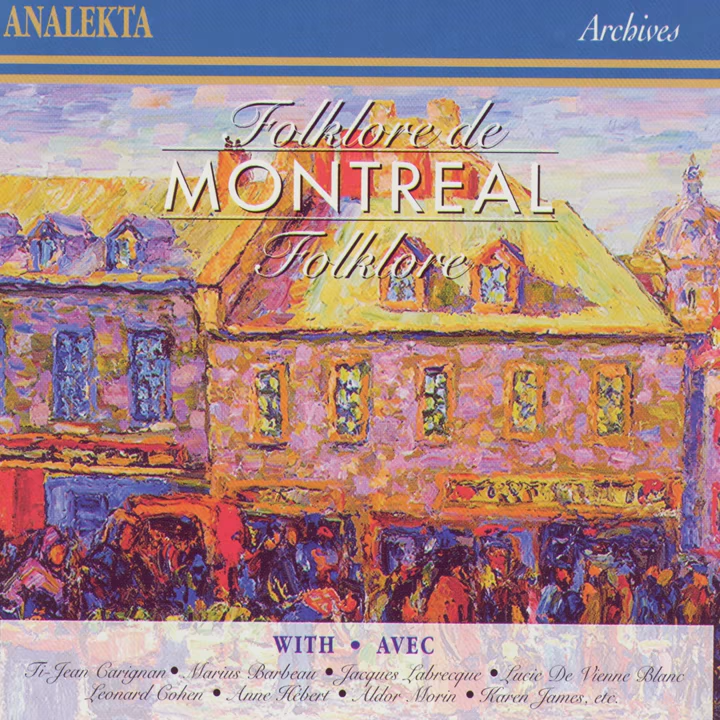 ANALEKTA
Archives
Folklore de
MONTREAL
Folklore
WITH • AVEC
Ti-Jean Carignan • Marius Barbeau • Jacques Labrecque • Lucie De Vienne Blanc
Leonard Cohen • Anne Hébert • Aldor Morin • Karen James, etc.